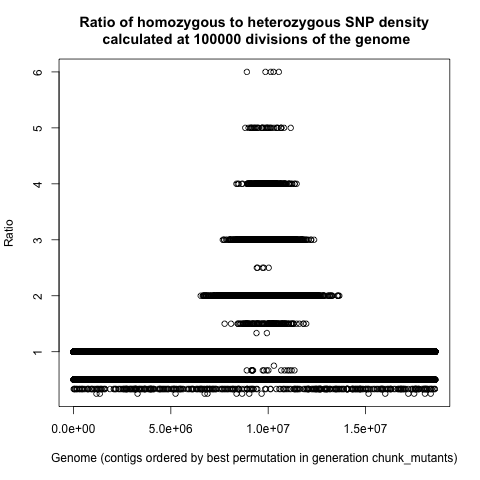 Ratio of homozygous to heterozygous SNP density
calculated at 100000 divisions of the genome
6
5
4
3
2
1
Ratio
0.0e+00 5.0e+06 1.0e+07 1.5e+07
Genome (contigs ordered by best permutation in generation chunk_mutants)